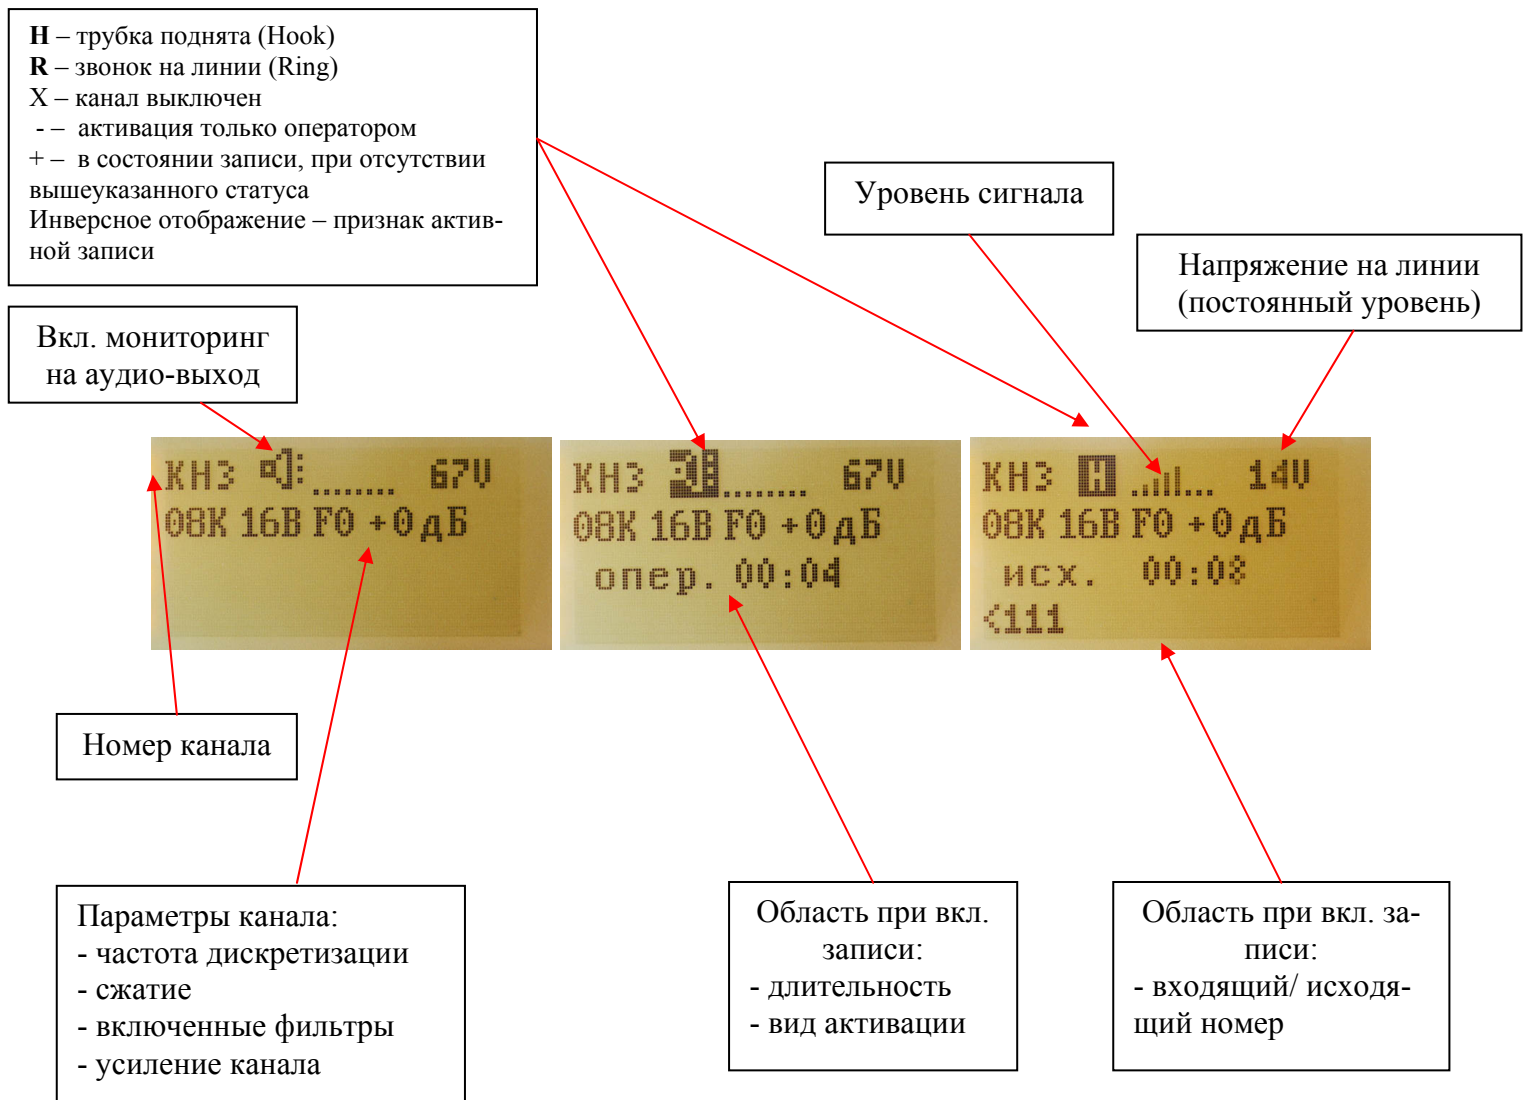 H – трубка поднята (Hook)
R – звонок на линии (Ring)
X – канал выключен
- – активация только оператором
+ – в состоянии записи, при отсутствии
вышеуказанного статуса
Инверсное отображение – признак актив-
ной записи
Уровень сигнала
Напряжение на линии
(постоянный уровень)
Вкл. мониторинг
на аудио-выход
КН3 67V
08К 16В F0 +0дБ
КН3 67V
08К 16В F0 +0дБ
опер. 00:04
КН3 H 14V
08К 16В F0 +0дБ
исх. 00:08
<111
Номер канала
Параметры канала:
- частота дискретизации
- сжатие
- включенные фильтры
- усиление канала
Область при вкл.
записи:
- длительность
- вид активации
Область при вкл. за-
писи:
- входящий/ исходя-
щий номер